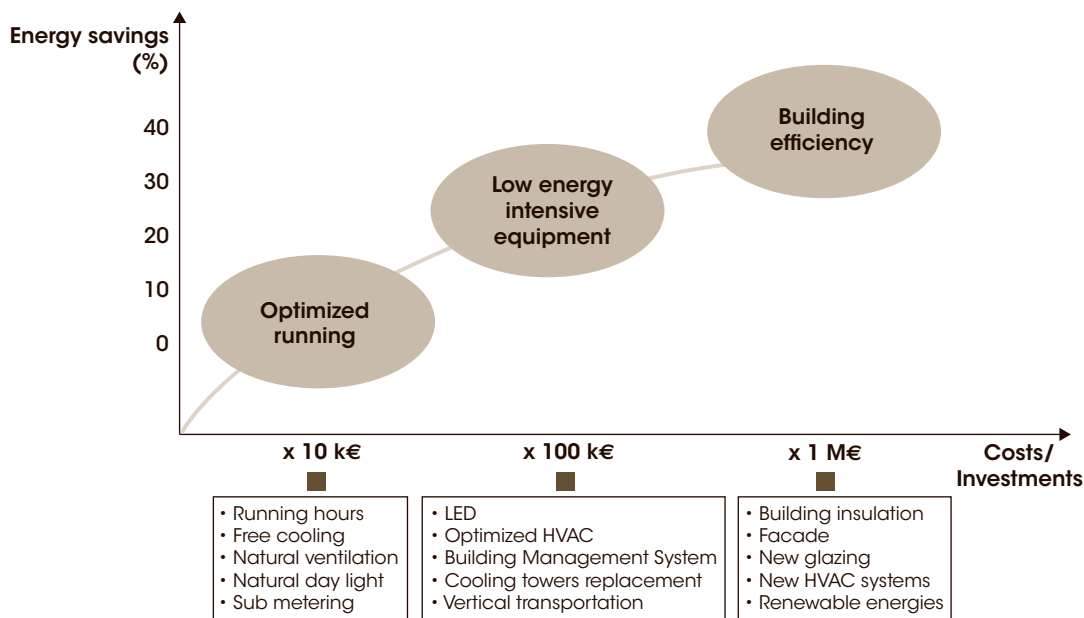 Energy savings
(%)
40
30
20
10
0
Building
efficiency
Low energy
intensive
equipment
Optimized
running
x 10 k€
x 100 k€
x 1 M€
Costs/
Investments
• Running hours
• Free cooling
• Natural ventilation
• Natural day light
• Sub metering
• LED
• Optimized HVAC
• Building Management System
• Cooling towers replacement
• Vertical transportation
• Building insulation
• Facade
• New glazing
• New HVAC systems
• Renewable energies